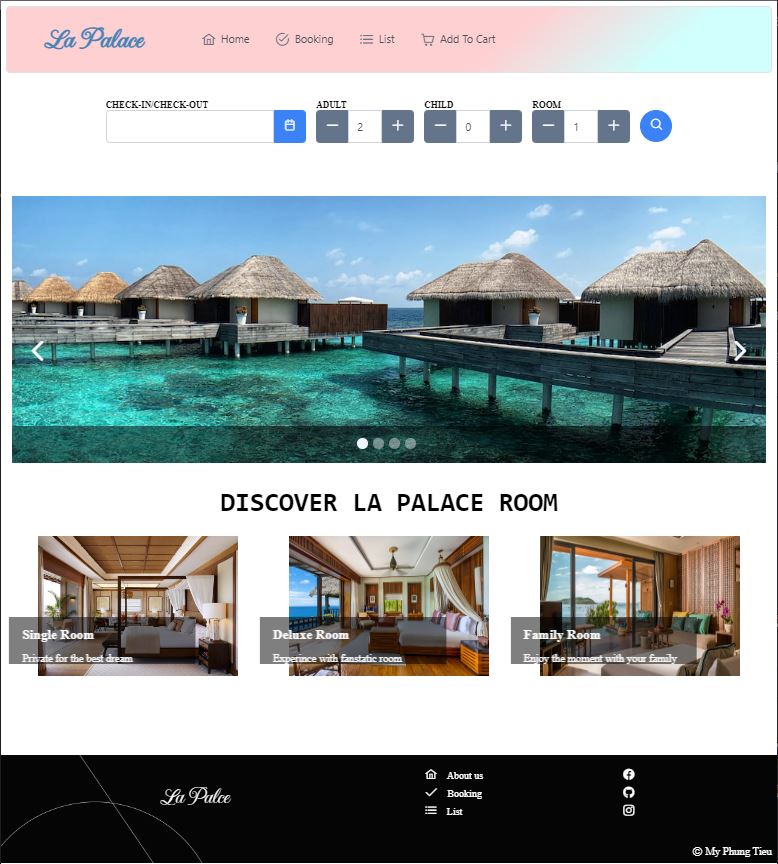 La Palace
Home
Booking
List
Add To Cart
CHECK-IN/CHECK-OUT
ADULT
CHILD
ROOM
2
0
1
DISCOVER LA PALACE ROOM
Single Room
Private for the best dream
Deluxe Room
Experince with fanstatic room
Family Room
Enjoy the moment with your family
La Palce
About us
Booking
List
© My Phung Tieu